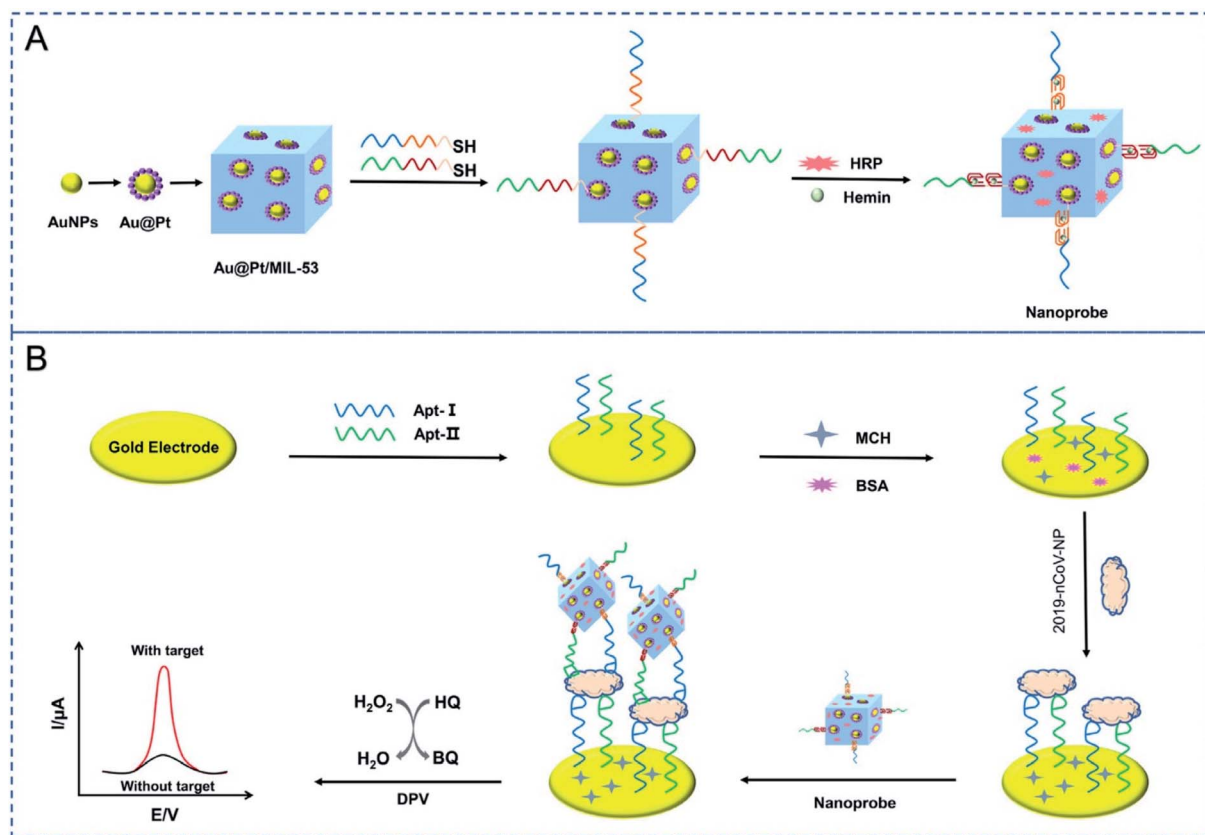 A
SH
SH
HRP
Hemin
AuNPs
Au@Pt
Au@Pt/MIL-53
Nanoprobe
B
Gold Electrode
Apt-Ⅰ
Apt-Ⅱ
MCH
BSA
2019-nCoV-NP
With target
I/μA
Without target
E/V
H₂O₂
HQ
H₂O
BQ
DPV
Nanoprobe